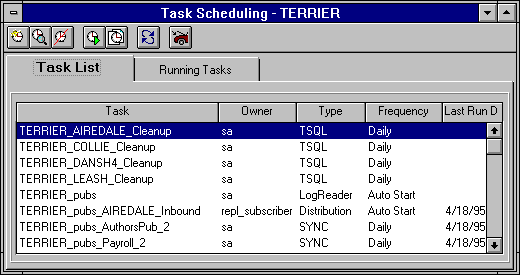 Task Scheduling - TERRIER
Task List
Running Tasks
Task Owner Type Frequency Last Run D
TERRIER_AIREDALE_Cleanup sa TSQL Daily
TERRIER_COLLIE_Cleanup sa TSQL Daily
TERRIER_DANSH4_Cleanup sa TSQL Daily
TERRIER_LEASH_Cleanup sa TSQL Daily
TERRIER_pubs sa LogReader Auto Start
TERRIER_pubs_AIREDALE_Inbound repl_subscriber Distribution Auto Start 4/18/95
TERRIER_pubs_AuthorsPub_2 sa SYNC Daily 4/18/95
TERRIER_pubs_Payroll_2 sa SYNC Daily 4/18/95